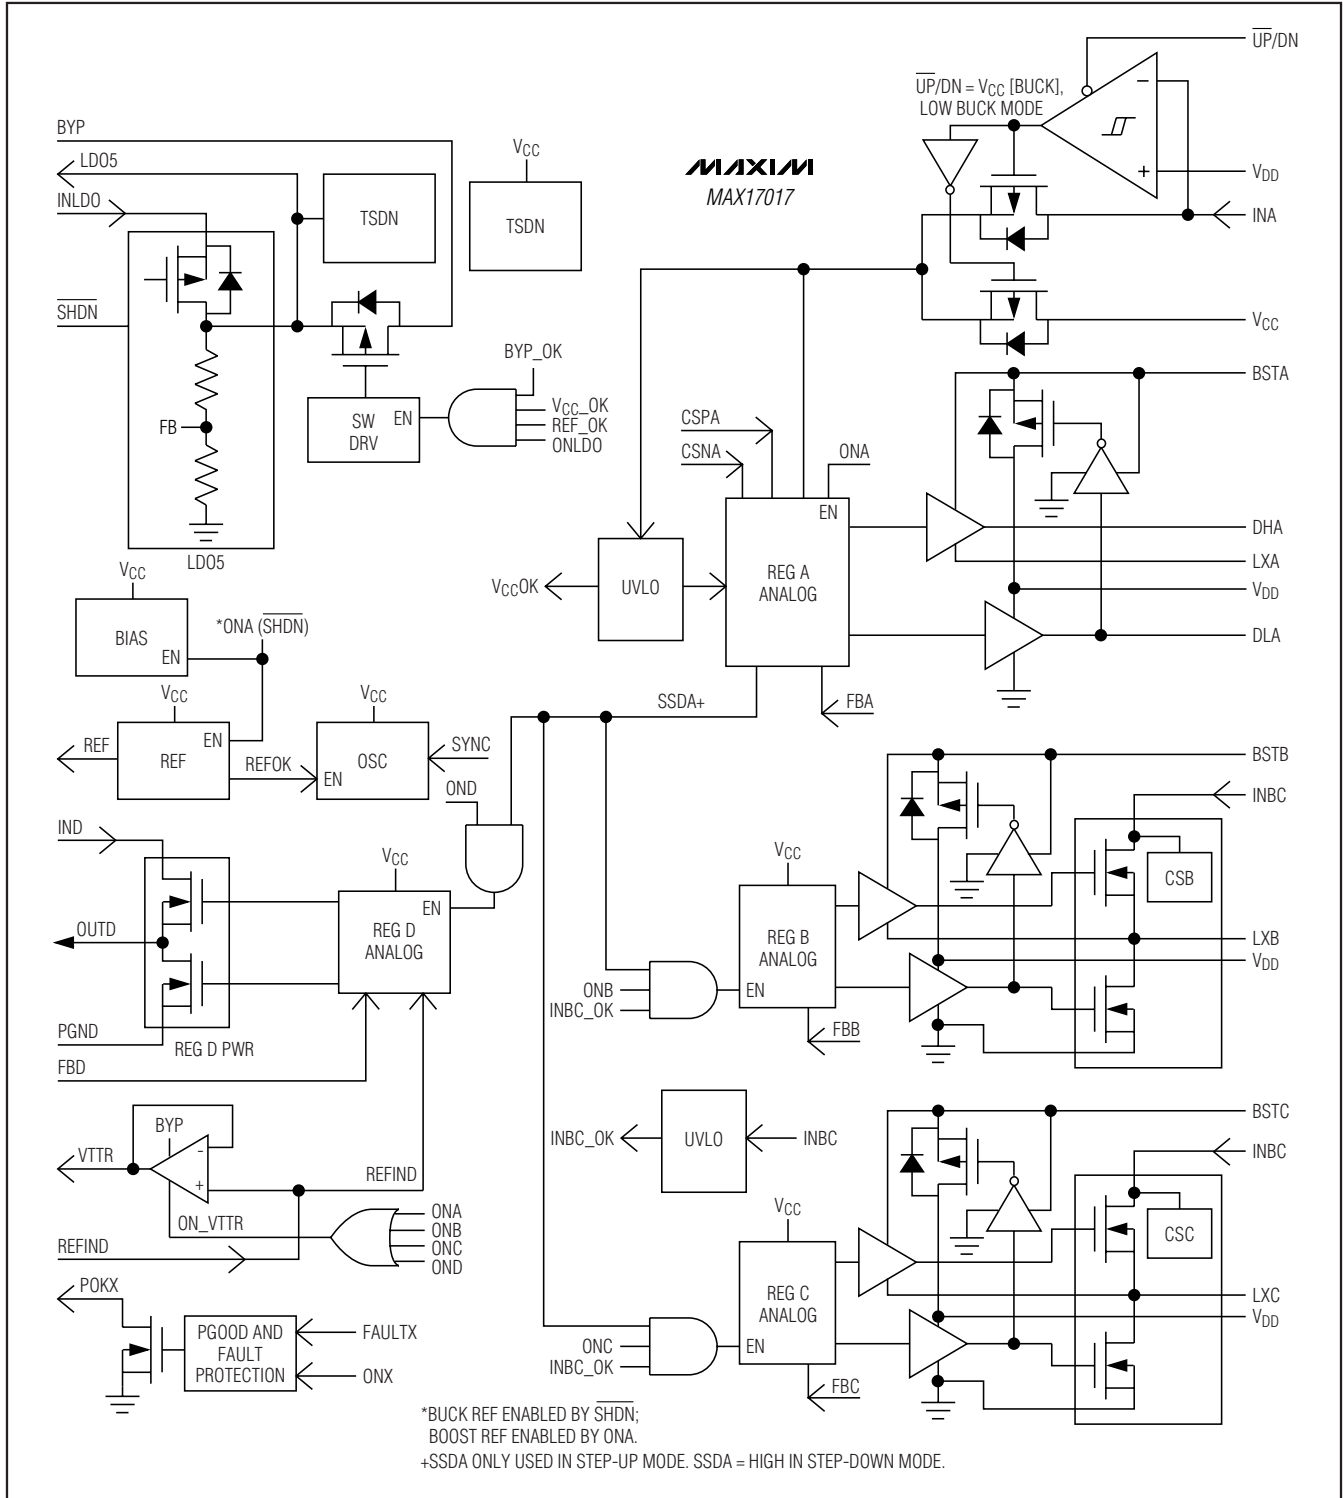 UP/DN
UP/DN = VCC [BUCK],
LOW BUCK MODE
−
+
VDD
INA
VCC
BYP
LDO5
INLDO
SHDN
TSDN
VCC
TSDN
MAXIM
MAX17017
FB
LDO5
SW
DRV
EN
BYP_OK
VCC_OK
REF_OK
ONLDO
CSPA
CSNA
ONA
EN
REG A
ANALOG
UVLO
VCCOK
FBA
SSDA+
BSTA
DHA
LXA
VDD
DLA
VCC
BIAS
EN
*ONA (SHDN)
VCC
REF
EN
REF
REFOK
VCC
OSC
EN
SYNC
OND
IND
OUTD
PGND
FBD
REG D PWR
VCC
EN
REG D
ANALOG
BSTB
INBC
CSB
LXB
VDD
VCC
REG B
ANALOG
EN
FBB
ONB
INBC_OK
BYP
-
+
VTTR
REFIND
ON_VTTR
ONA
ONB
ONC
OND
REFIND
INBC_OK
UVLO
INBC
BSTC
INBC
CSC
LXC
VDD
VCC
REG C
ANALOG
EN
FBC
ONC
INBC_OK
POKX
PGOOD AND
FAULT
PROTECTION
FAULTX
ONX
*BUCK REF ENABLED BY SHDN;
BOOST REF ENABLED BY ONA.
+SSDA ONLY USED IN STEP-UP MODE. SSDA = HIGH IN STEP-DOWN MODE.